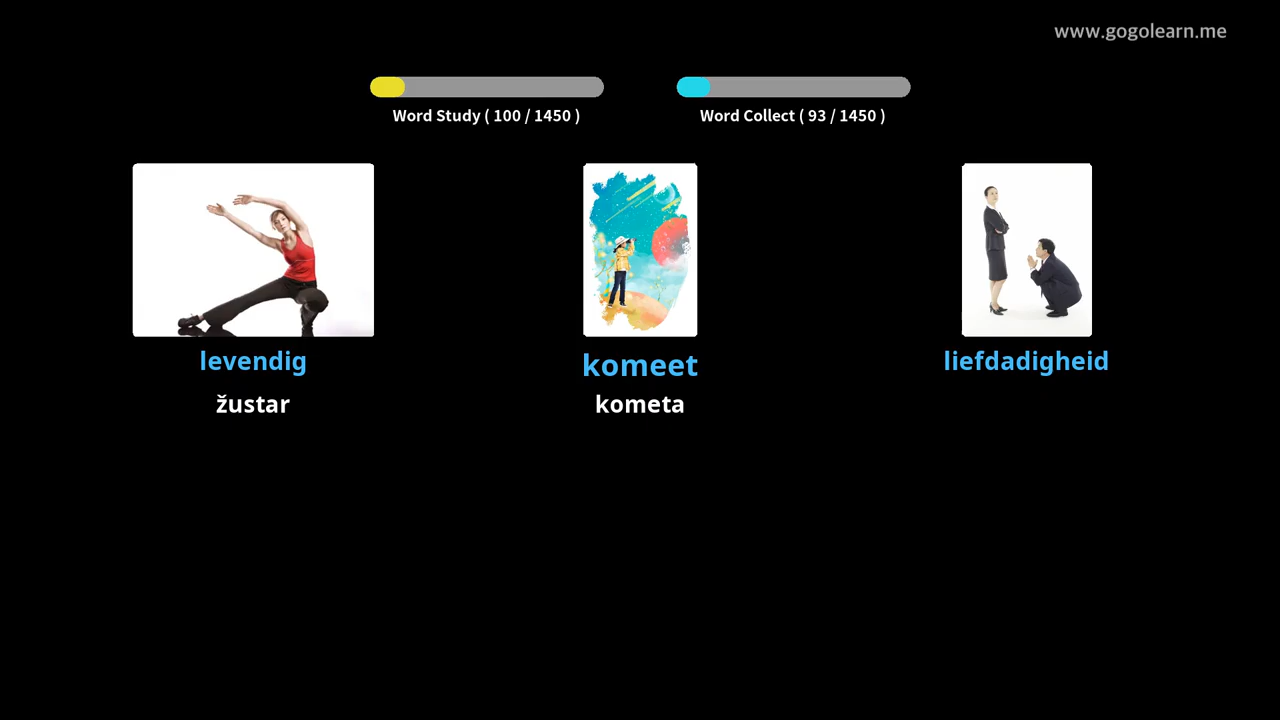 www.gogolearn.me
Word Study ( 100 / 1450 )
Word Collect ( 93 / 1450 )
levendig
komeet
liefdadigheid
žustar
kometa